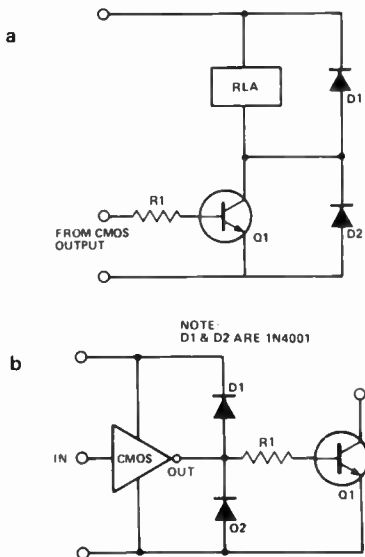 a
RLA
D1
R1
Q1
D2
FROM CMOS
OUTPUT
NOTE
D1 & D2 ARE 1N4001
b
D1
IN
CMOS
OUT
R1
Q1
O2